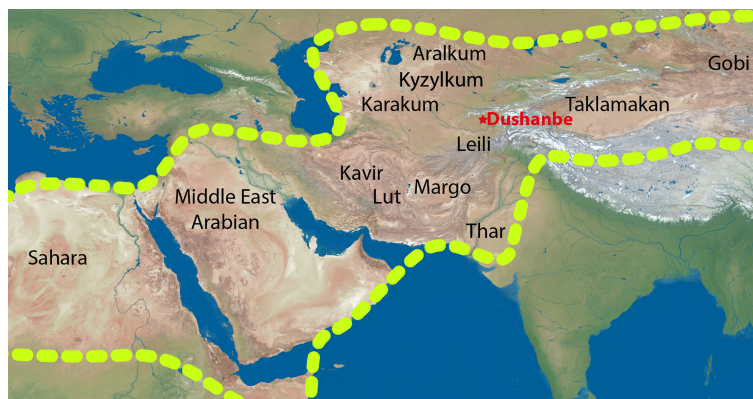 Aralkum
Gobi
Kyzylkum
Karakum
Taklamakan
Dushanbe
Leili
Kavir
Margo
Lut
Middle East
Arabian
Thar
Sahara